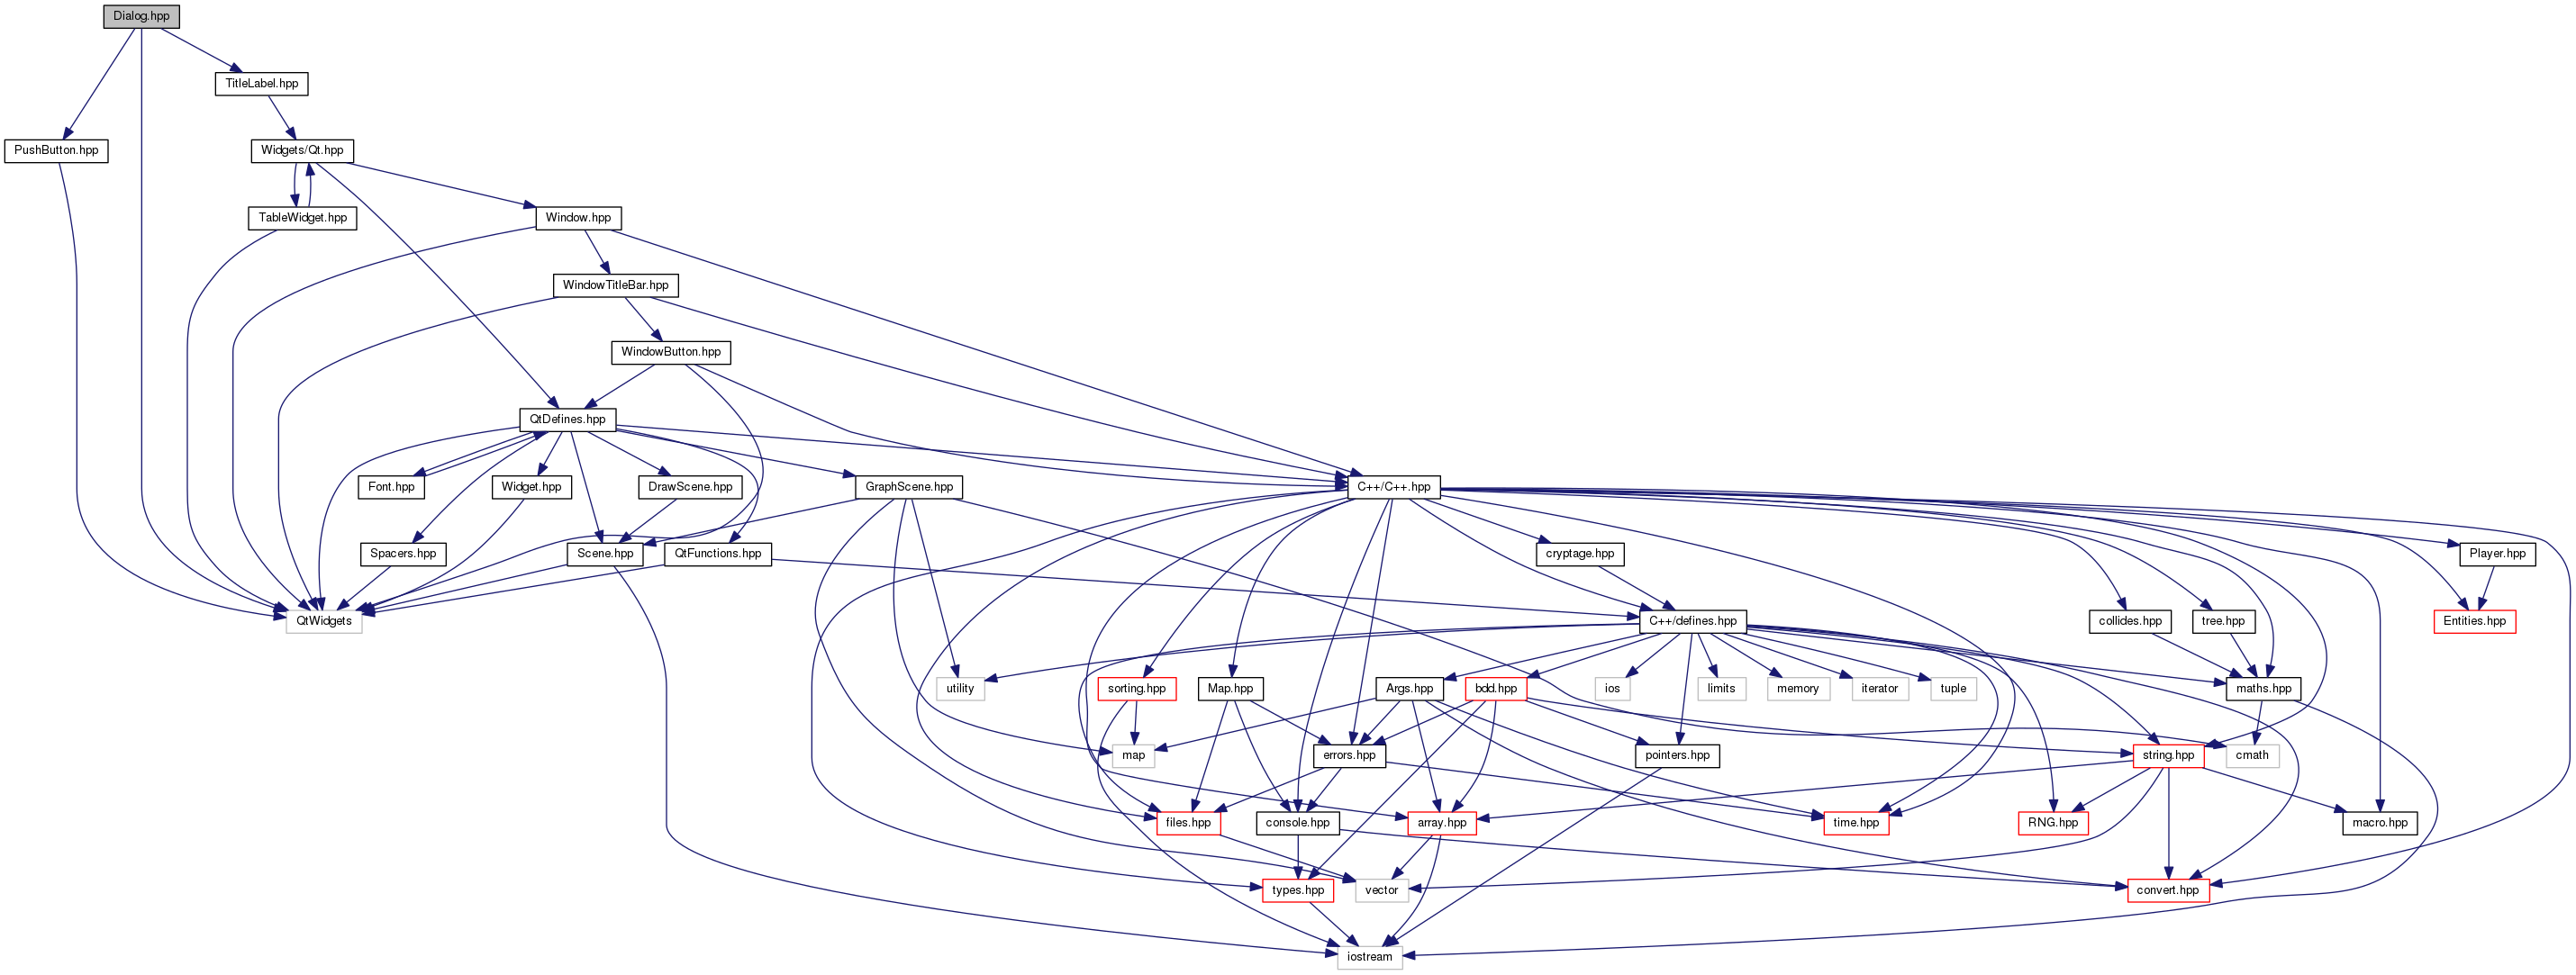 Dialog.hpp
TitleLabel.hpp
PushButton.hpp
Widgets/Qt.hpp
TableWidget.hpp
Window.hpp
WindowTitleBar.hpp
WindowButton.hpp
QtDefines.hpp
Font.hpp
Widget.hpp
DrawScene.hpp
GraphScene.hpp
C++/C++.hpp
Spacers.hpp
Scene.hpp
QtFunctions.hpp
cryptage.hpp
Player.hpp
QtWidgets
C++/defines.hpp
collides.hpp
tree.hpp
Entities.hpp
utility
sorting.hpp
Map.hpp
Args.hpp
bdd.hpp
ios
limits
memory
iterator
tuple
maths.hpp
map
errors.hpp
pointers.hpp
string.hpp
cmath
files.hpp
console.hpp
array.hpp
time.hpp
RNG.hpp
macro.hpp
types.hpp
vector
convert.hpp
iostream